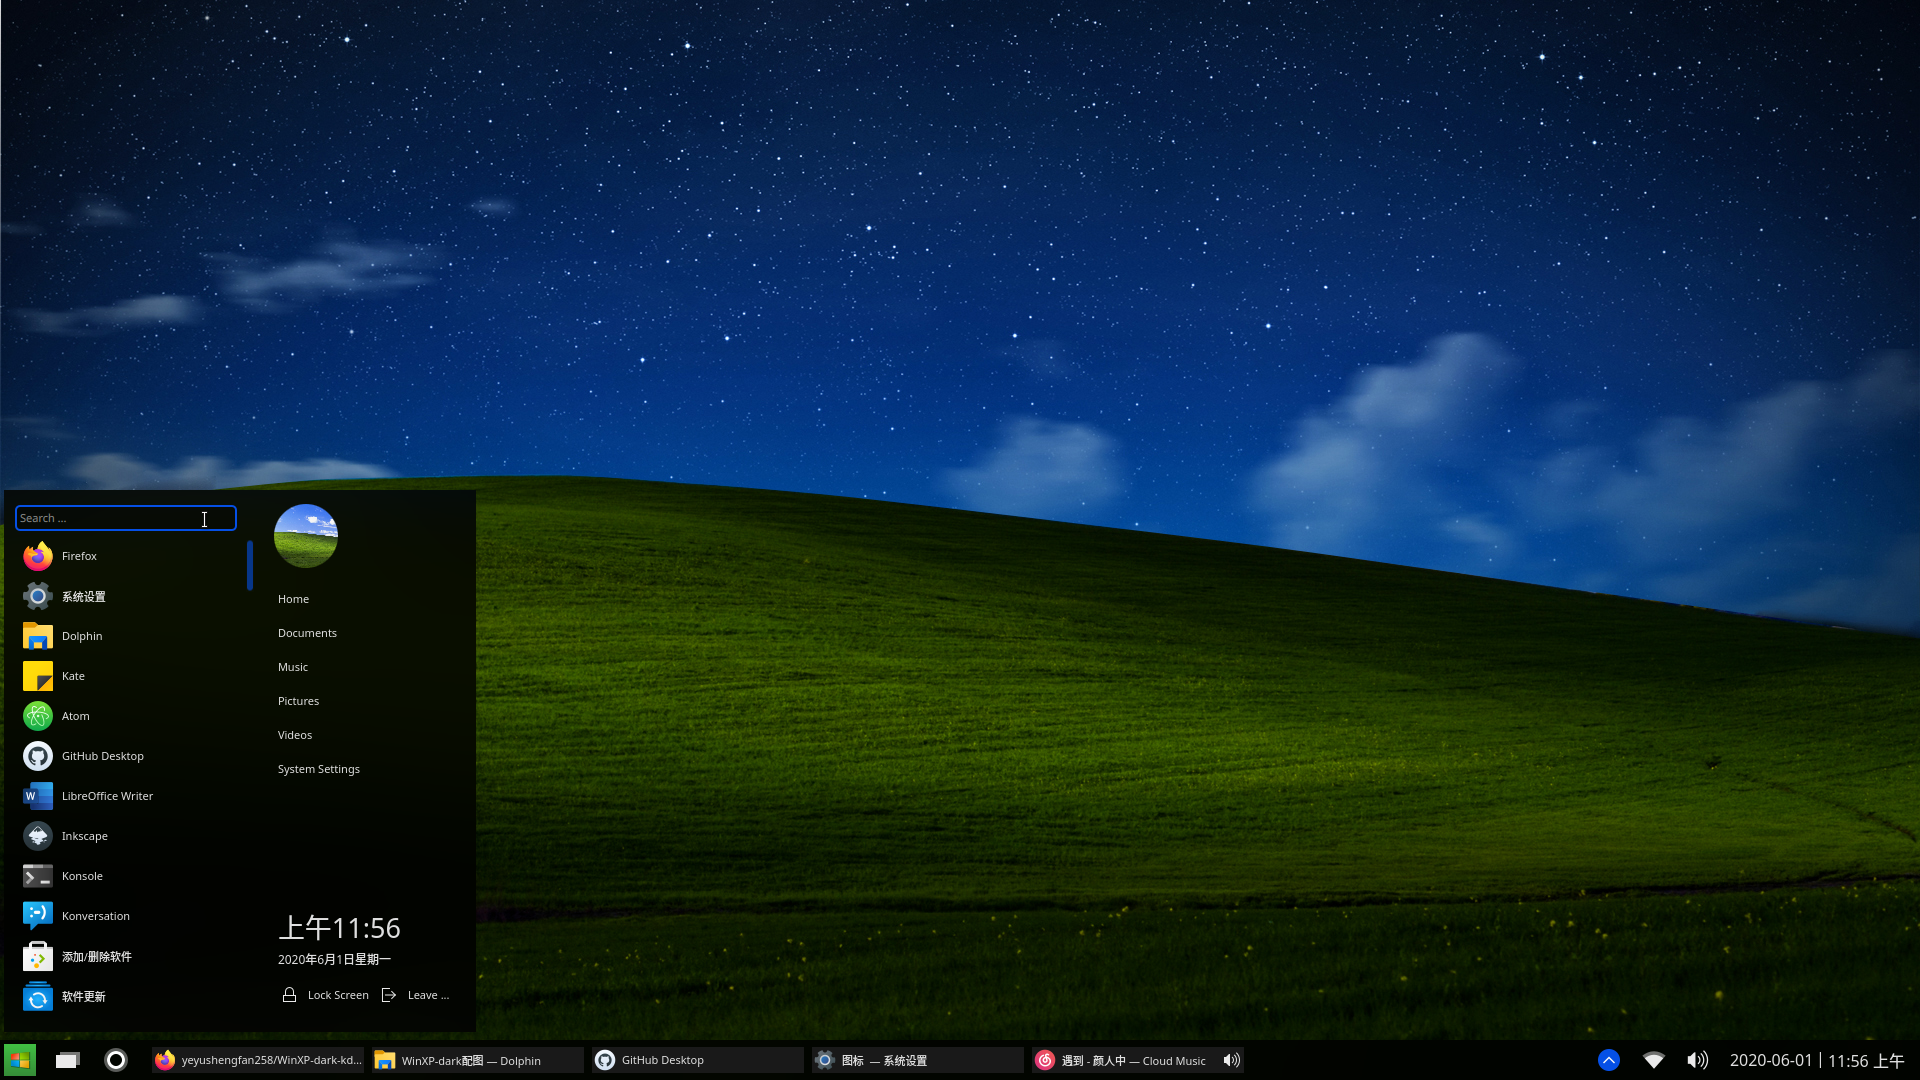 Search ...
Firefox
系统设置
Dolphin
Kate
Atom
GitHub Desktop
LibreOffice Writer
Inkscape
Konsole
Konversation
添加/删除软件
软件更新
Home
Documents
Music
Pictures
Videos
System Settings
上午11:56
2020年6月1日星期一
Lock Screen Leave ...
yeyushengfan258/WinXP-dark-kd... WinXP-dark配图 — Dolphin GitHub Desktop 图标 — 系统设置 遇到 - 颜人中 — Cloud Music 2020-06-01 | 11:56 上午